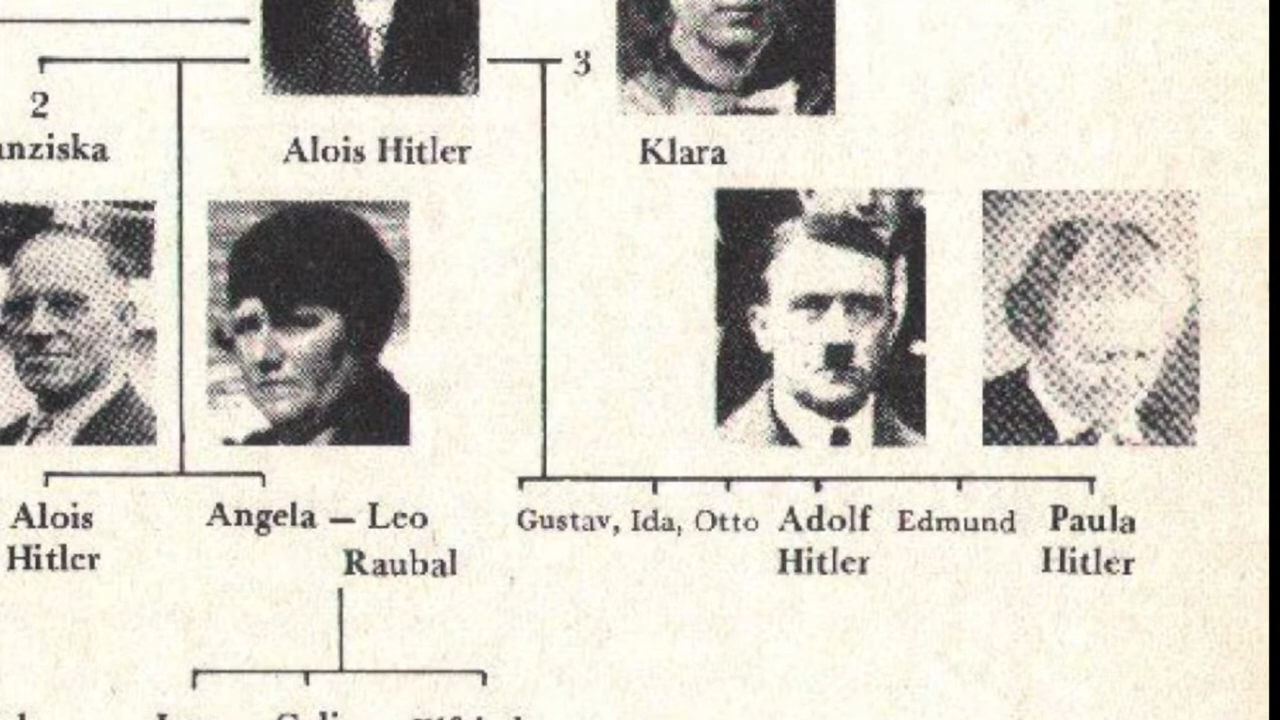 3
2
Alois Hitler
Klara
Alois
Hitler
Angela – Leo
Raubal
Gustav, Ida, Otto
Adolf
Hitler
Edmund
Paula
Hitler